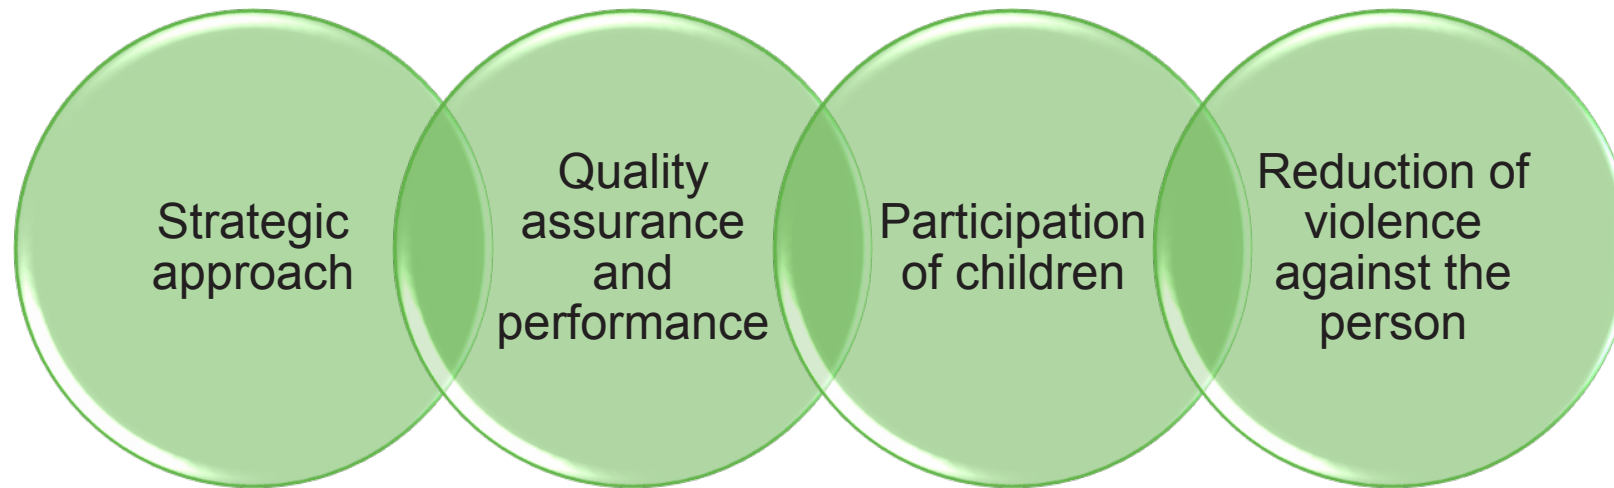 Strategic
approach
Quality
assurance
and
performance
Participation
of children
Reduction of
violence
against the
person